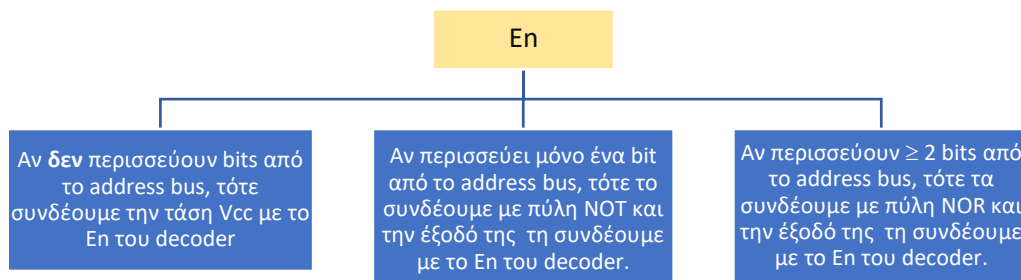 En
Αν δεν περισσεύουν bits από
το address bus, τότε
συνδέουμε την τάση Vcc με το
En του decoder
Αν περισσεύει μόνο ένα bit
από το address bus, τότε το
συνδέουμε με πύλη NOT και
την έξοδό της τη συνδέουμε
με το En του decoder.
Αν περισσεύουν ≥ 2 bits από
το address bus, τότε τα
συνδέουμε με πύλη NOR και
την έξοδό της τη συνδέουμε
με το En του decoder.